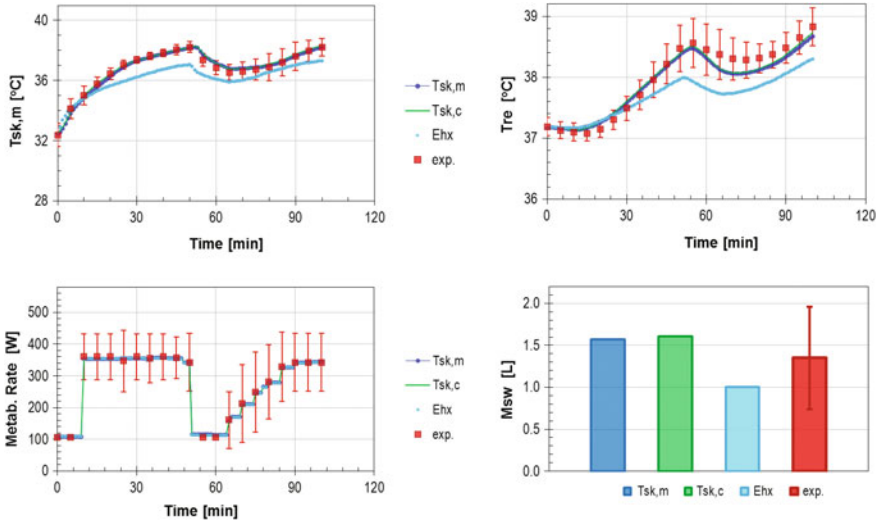 40
36
32
28
Tsk,m [°C]
0 30 60 90 120
Time [min]
Tsk,m
Tsk,c
Ehx
exp.
39
38
37
36
Tre [°C]
0 30 60 90 120
Time [min]
500
400
300
200
100
0
Metab. Rate [W]
0 30 60 90 120
Time [min]
Tsk,m
Tsk,c
Ehx
exp.
2.0
1.5
1.0
0.5
0.0
Msw [L]
Tsk,m Tsk,c Ehx exp.